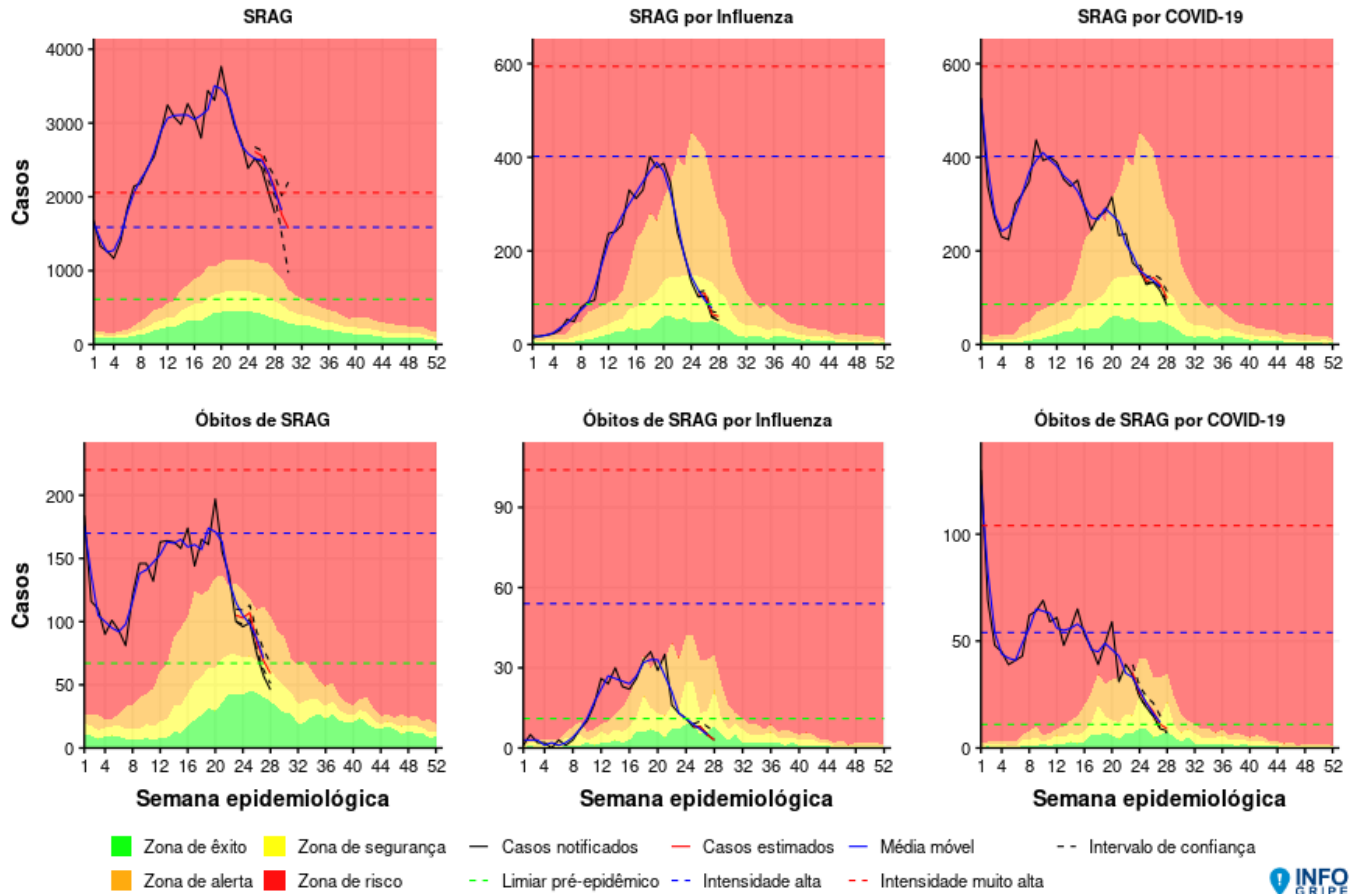 SRAG
SRAG por Influenza
SRAG por COVID-19
Casos
4000
3000
2000
1000
0
1 4 8 12 16 20 24 28 32 36 40 44 48 52
600
400
200
0
1 4 8 12 16 20 24 28 32 36 40 44 48 52
600
400
200
0
1 4 8 12 16 20 24 28 32 36 40 44 48 52
Óbitos de SRAG
Óbitos de SRAG por Influenza
Óbitos de SRAG por COVID-19
Casos
200
150
100
50
0
1 4 8 12 16 20 24 28 32 36 40 44 48 52
90
60
30
0
1 4 8 12 16 20 24 28 32 36 40 44 48 52
100
50
0
1 4 8 12 16 20 24 28 32 36 40 44 48 52
Semana epidemiológica
Semana epidemiológica
Semana epidemiológica
Zona de êxito
Zona de segurança
Casos notificados
Casos estimados
Média móvel
Intervalo de confiança
Zona de alerta
Zona de risco
Limiar pré-epidêmico
Intensidade alta
Intensidade muito alta
INFO
GRIPE